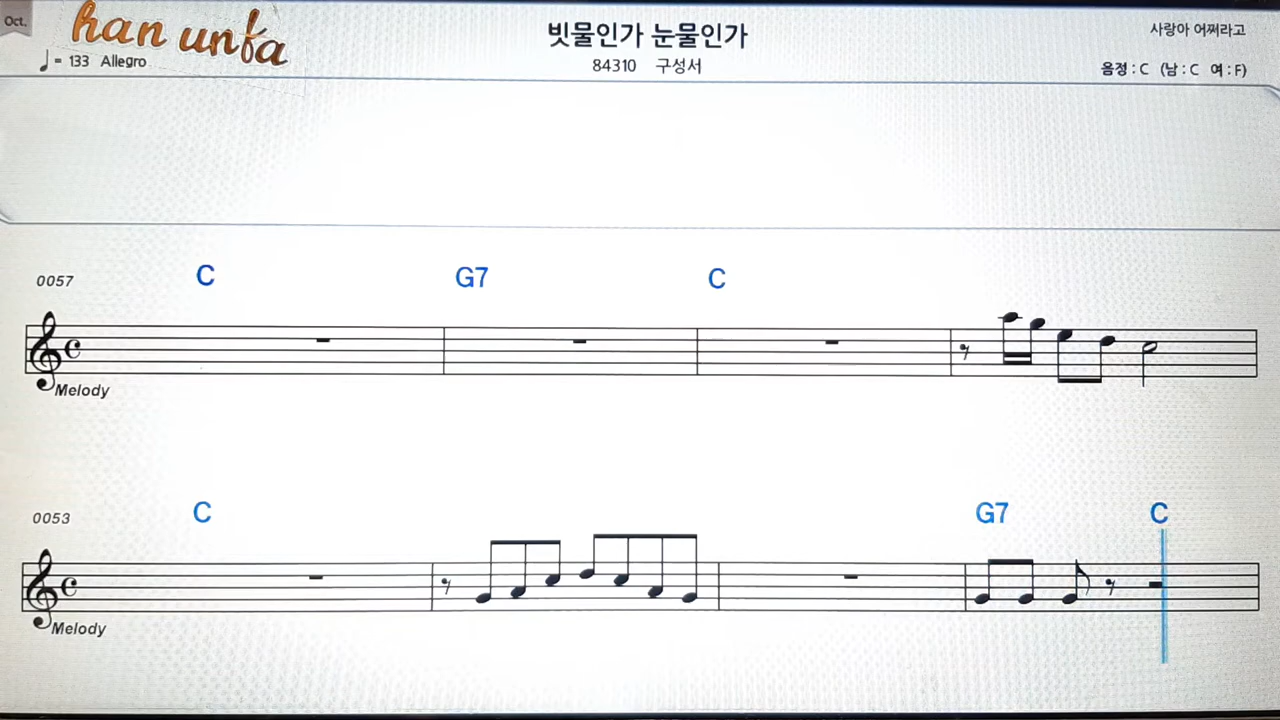 Oct.
han unfa
빗물인가 눈물인가
사랑아 어쩌라고
♩= 133 Allegro
84310 구성서
음정 : C (남 : C 여 : F)
0057 C G7 C
Melody
0053 C G7 C
Melody